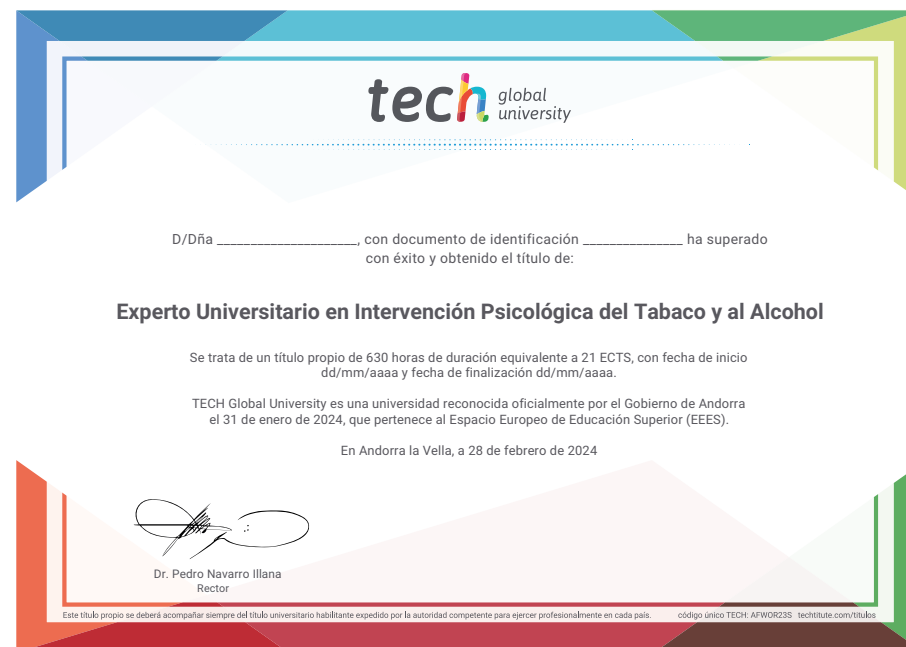 tech global
university
D/Dña ______________________, con documento de identificación ________________ ha superado
con éxito y obtenido el título de:
Experto Universitario en Intervención Psicológica del Tabaco y al Alcohol
Se trata de un título propio de 630 horas de duración equivalente a 21 ECTS, con fecha de inicio
dd/mm/aaaa y fecha de finalización dd/mm/aaaa.
TECH Global University es una universidad reconocida oficialmente por el Gobierno de Andorra
el 31 de enero de 2024, que pertenece al Espacio Europeo de Educación Superior (EEES).
En Andorra la Vella, a 28 de febrero de 2024
Dr. Pedro Navarro Illana
Rector
Este título propio se deberá acompañar siempre del título universitario habilitante expedido por la autoridad competente para ejercer profesionalmente en cada país. código único TECH: AFWOR23S techtitute.com/titulos